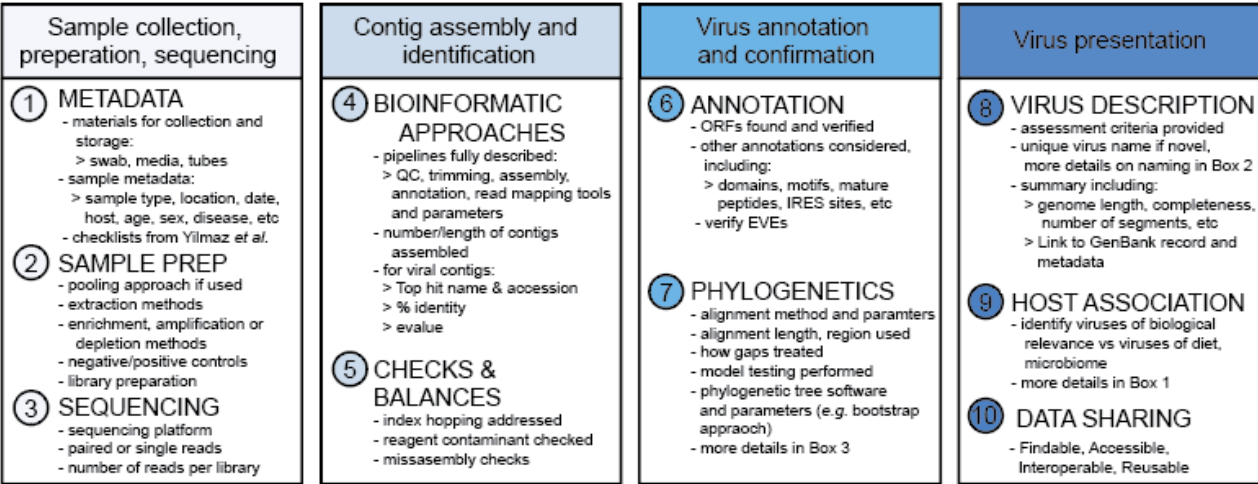 Sample collection,
preperation, sequencing
1 METADATA
- materials for collection and
storage:
> swab, media, tubes
- sample metadata:
> sample type, location, date,
host, age, sex, disease, etc
- checklists from Yilmaz et al.
2 SAMPLE PREP
- pooling approach if used
- extraction methods
- enrichment, amplification or
depletion methods
- negative/positive controls
- library preparation
3 SEQUENCING
- sequencing platform
- paired or single reads
- number of reads per library
Contig assembly and
identification
4 BIOINFORMATIC
APPROACHES
- pipelines fully described:
> QC, trimming, assembly,
annotation, read mapping tools
and parameters
- number/length of contigs
assembled
- for viral contigs:
> Top hit name & accession
> % identity
> evalue
5 CHECKS &
BALANCES
- index hopping addressed
- reagent contaminant checked
- missasembly checks
Virus annotation
and confirmation
6 ANNOTATION
- ORFs found and verified
- other annotations considered,
including:
> domains, motifs, mature
peptides, IRES sites, etc
- verify EVEs
7 PHYLOGENETICS
- alignment method and paramters
- alignment length, region used
- how gaps treated
- model testing performed
- phylogenetic tree software
and parameters (e.g. bootstrap
appraoch)
- more details in Box 3
Virus presentation
8 VIRUS DESCRIPTION
- assessment criteria provided
- unique virus name if novel,
more details on naming in Box 2
- summary including:
> genome length, completeness,
number of segments, etc
> Link to GenBank record and
metadata
9 HOST ASSOCIATION
- identify viruses of biological
relevance vs viruses of diet,
microbiome
- more details in Box 1
10 DATA SHARING
- Findable, Accessible,
Interoperable, Reusable